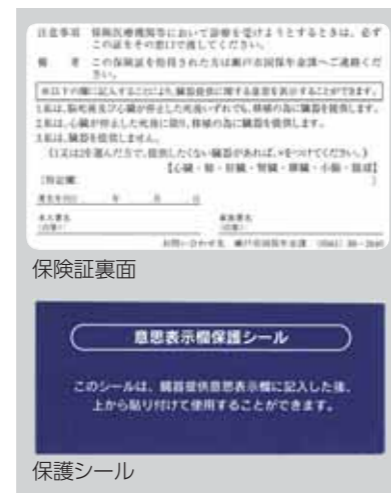 注意事項 保険医療機関等において診療を受けようとするときは、必ず
この証をその窓口で渡してください。
備 考 この保険証を拾得された方は瀬戸市国保年金課へご連絡くだ
さい。
※以下の欄に記入することにより、臓器提供に関する意思を表示することができます。
1.私は、脳死後及び心臓が停止した死後のいずれでも、移植の為に臓器を提供します。
2.私は、心臓が停止した死後に限り、移植の為に臓器を提供します。
3.私は、臓器を提供しません。
《1又は2を選んだ方で、提供したくない臓器があれば、×をつけてください。》
【心臓・肺・肝臓・腎臓・膵臓・小腸・眼球】
〔特記欄: 〕
署名年月日: 年 月 日
本人署名 家族署名
(自筆): (自筆):
お問い合わせ先 瀬戸市国保年金課
保険証裏面
意思表示欄保護シール
このシールは、臓器提供意思表示欄に記入した後、
上から貼り付けて使用することができます。
保護シール